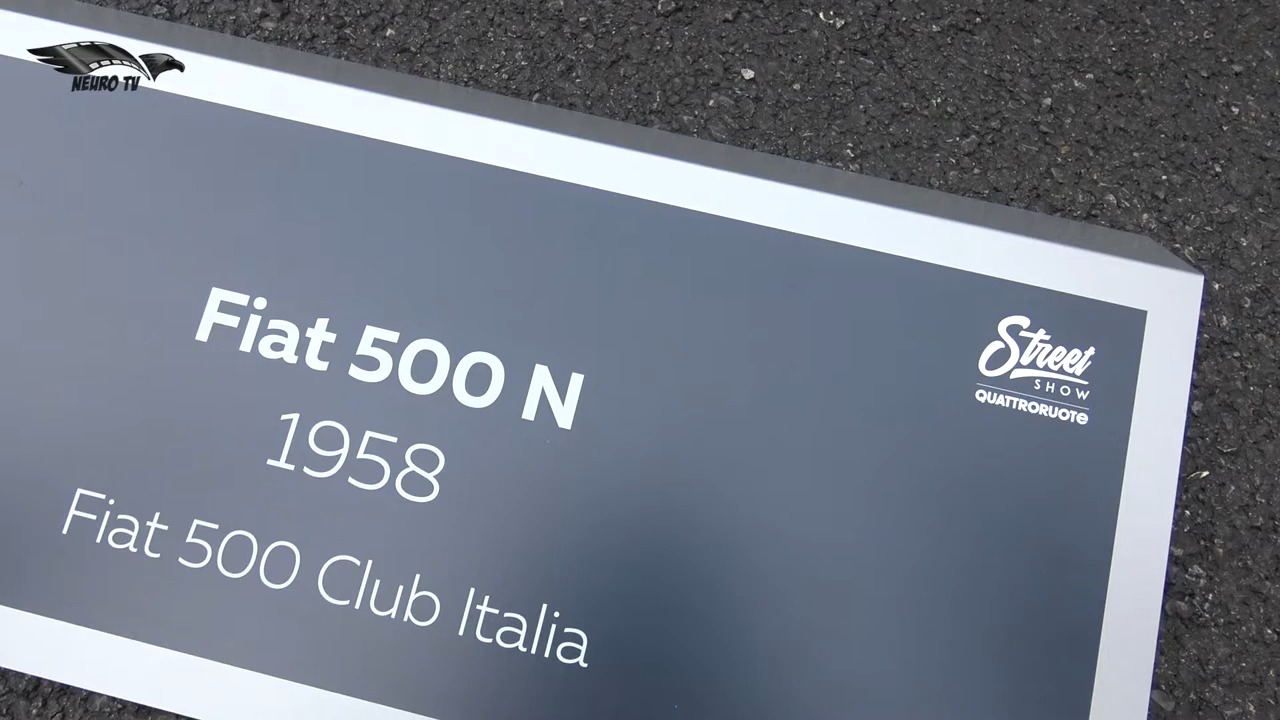 NEURO TV
Fiat 500 N
1958
Fiat 500 Club Italia
Street
SHOW
QUATTRORUOTe